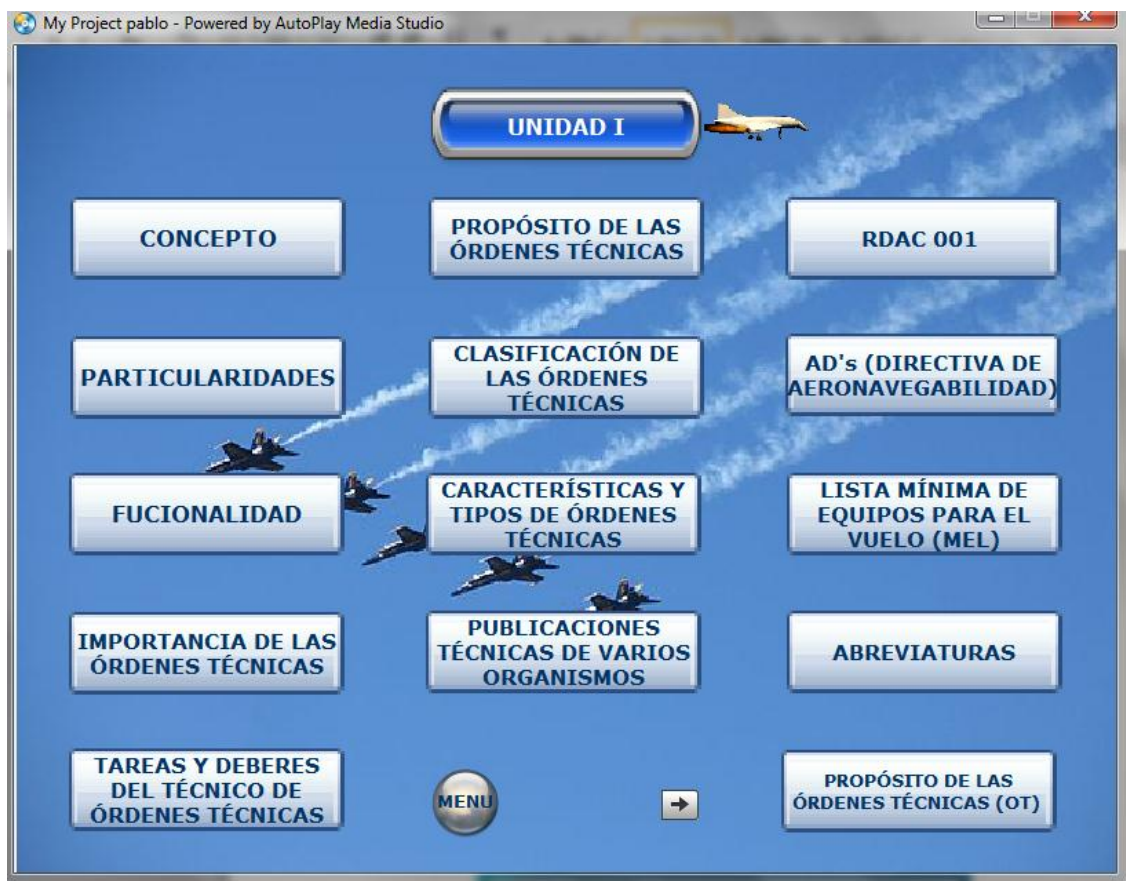 My Project pablo - Powered by AutoPlay Media Studio
UNIDAD I
CONCEPTO
PROPÓSITO DE LAS
ÓRDENES TÉCNICAS
RDAC 001
PARTICULARIDADES
CLASIFICACIÓN DE
LAS ÓRDENES
TÉCNICAS
AD's (DIRECTIVA DE
AERONAVEGABILIDAD)
FUCIONALIDAD
CARACTERÍSTICAS Y
TIPOS DE ÓRDENES
TÉCNICAS
LISTA MÍNIMA DE
EQUIPOS PARA EL
VUELO (MEL)
IMPORTANCIA DE LAS
ÓRDENES TÉCNICAS
PUBLICACIONES
TÉCNICAS DE VARIOS
ORGANISMOS
ABREVIATURAS
TAREAS Y DEBERES
DEL TÉCNICO DE
ÓRDENES TÉCNICAS
MENU
PROPÓSITO DE LAS
ÓRDENES TÉCNICAS (OT)